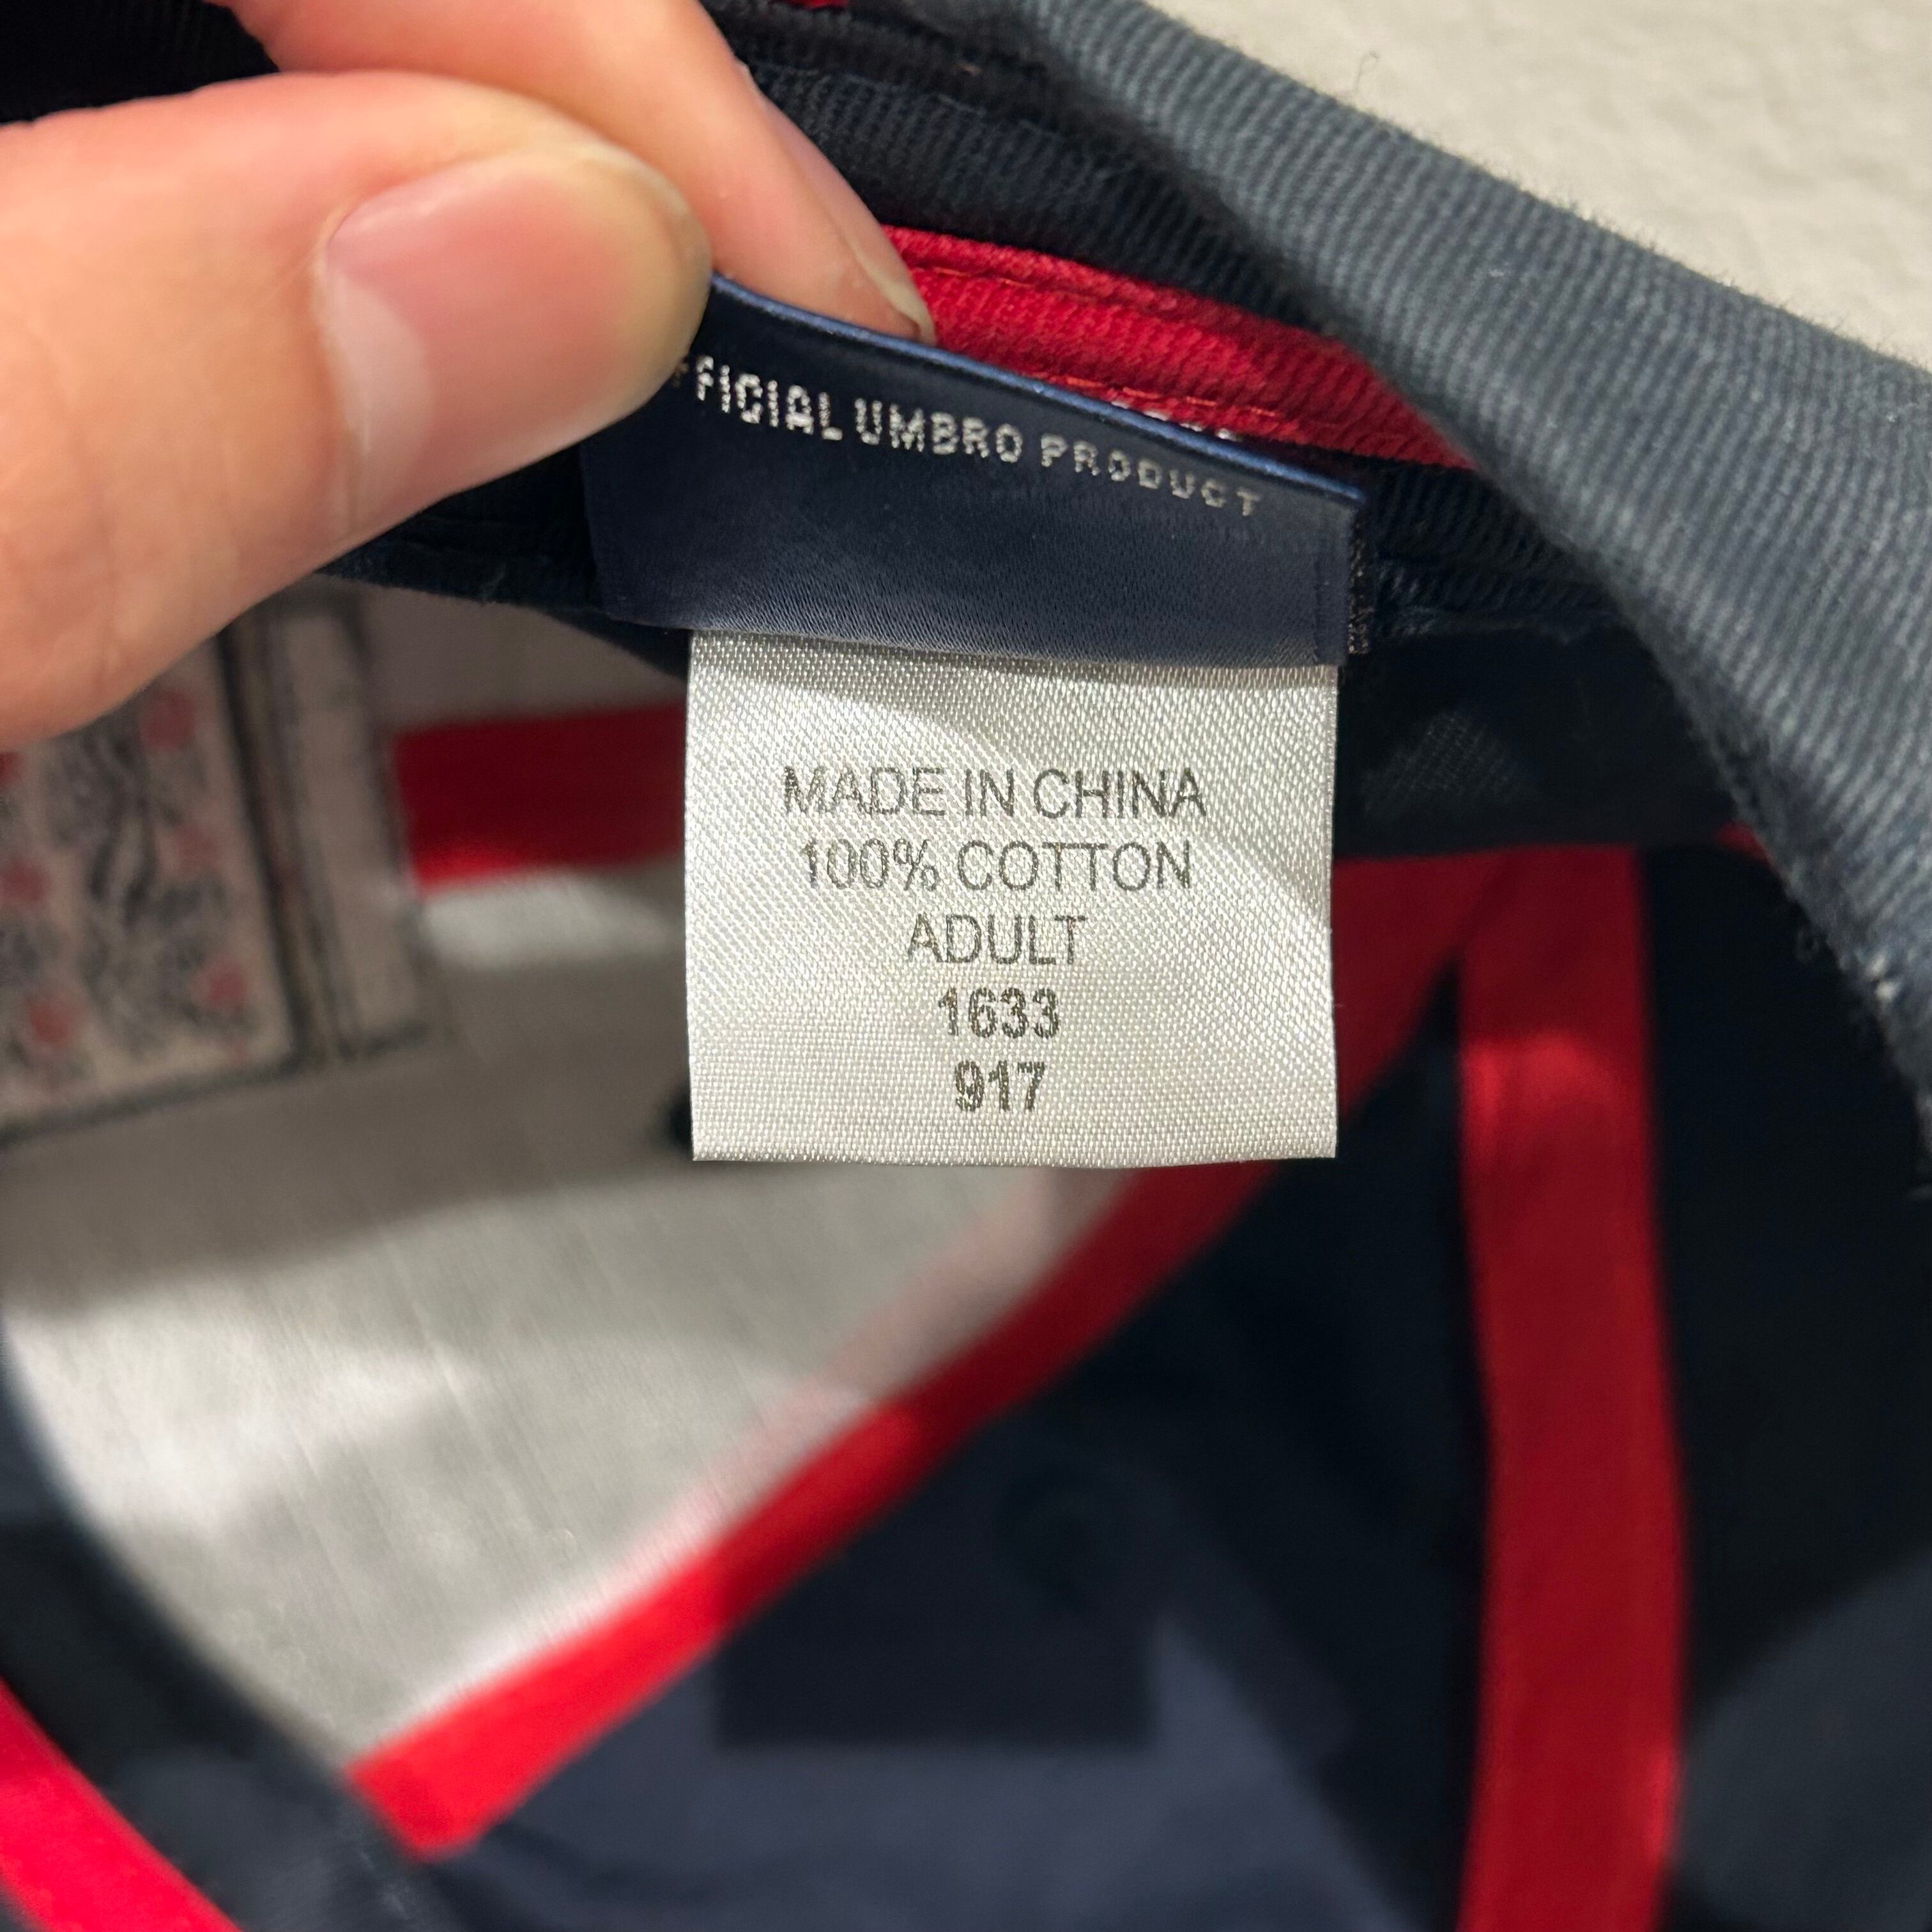 FFICIAL UMBRO PRODUCT
MADE IN CHINA
100% COTTON
ADULT
1633
917